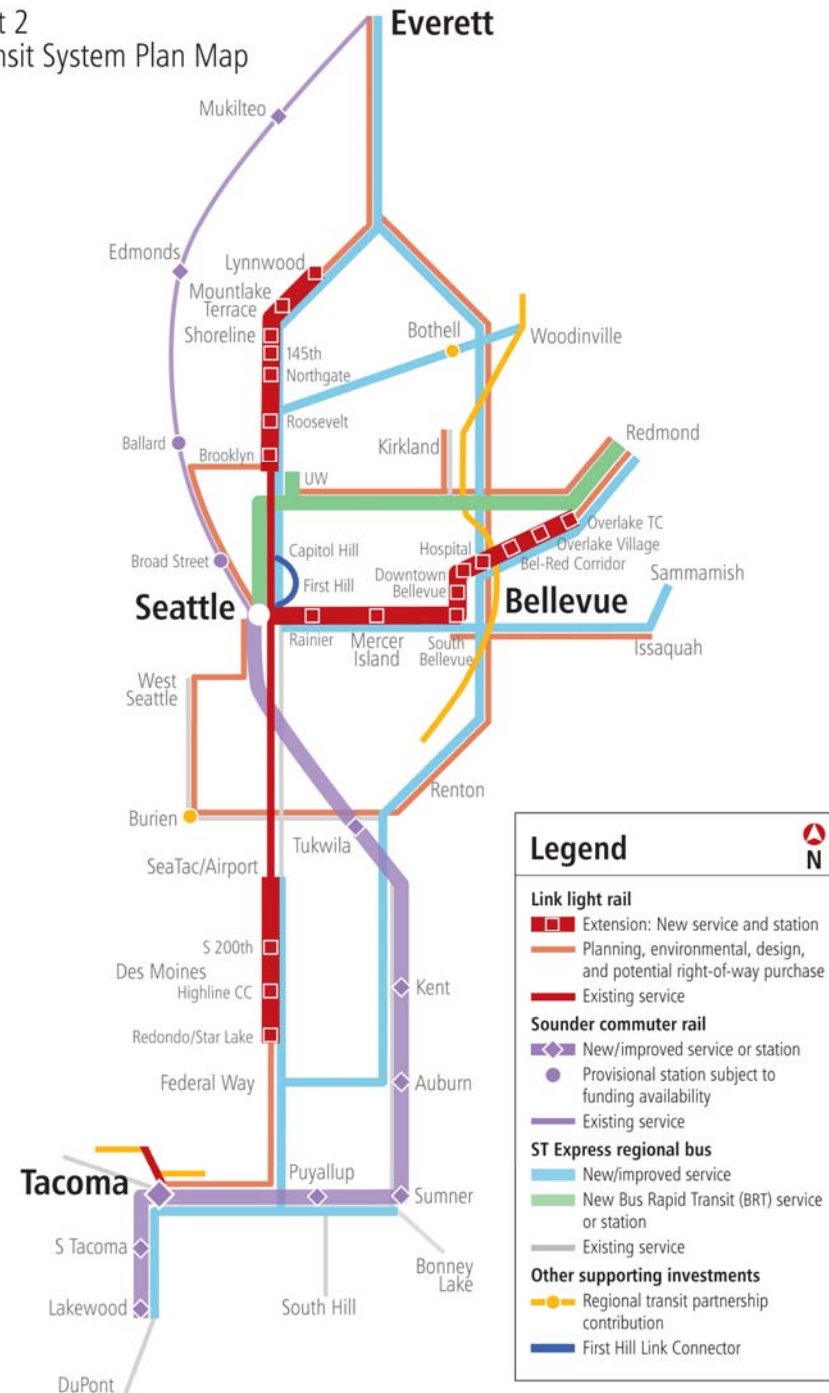 t 2
nsit System Plan Map
Everett
Mukilteo
Edmonds
Lynnwood
Mountlake
Terrace
Shoreline
145th
Northgate
Bothell
Woodinville
Roosevelt
Ballard
Brooklyn
Kirkland
Redmond
UW
Overlake TC
Overlake Village
Bel-Red Corridor
Hospital
Capitol Hill
Broad Street
First Hill
Downtown
Bellevue
Sammamish
Seattle
Bellevue
Rainier
Mercer
Island
South
Bellevue
Issaquah
West
Seattle
Renton
Burien
Tukwila
SeaTac/Airport
S 200th
Des Moines
Highline CC
Kent
Redondo/Star Lake
Federal Way
Auburn
Tacoma
Puyallup
Sumner
S Tacoma
Bonney
Lake
Lakewood
South Hill
DuPont
Legend
N
Link light rail
Extension: New service and station
Planning, environmental, design,
and potential right-of-way purchase
Existing service
Sounder commuter rail
New/improved service or station
Provisional station subject to
funding availability
Existing service
ST Express regional bus
New/improved service
New Bus Rapid Transit (BRT) service
or station
Existing service
Other supporting investments
Regional transit partnership
contribution
First Hill Link Connector